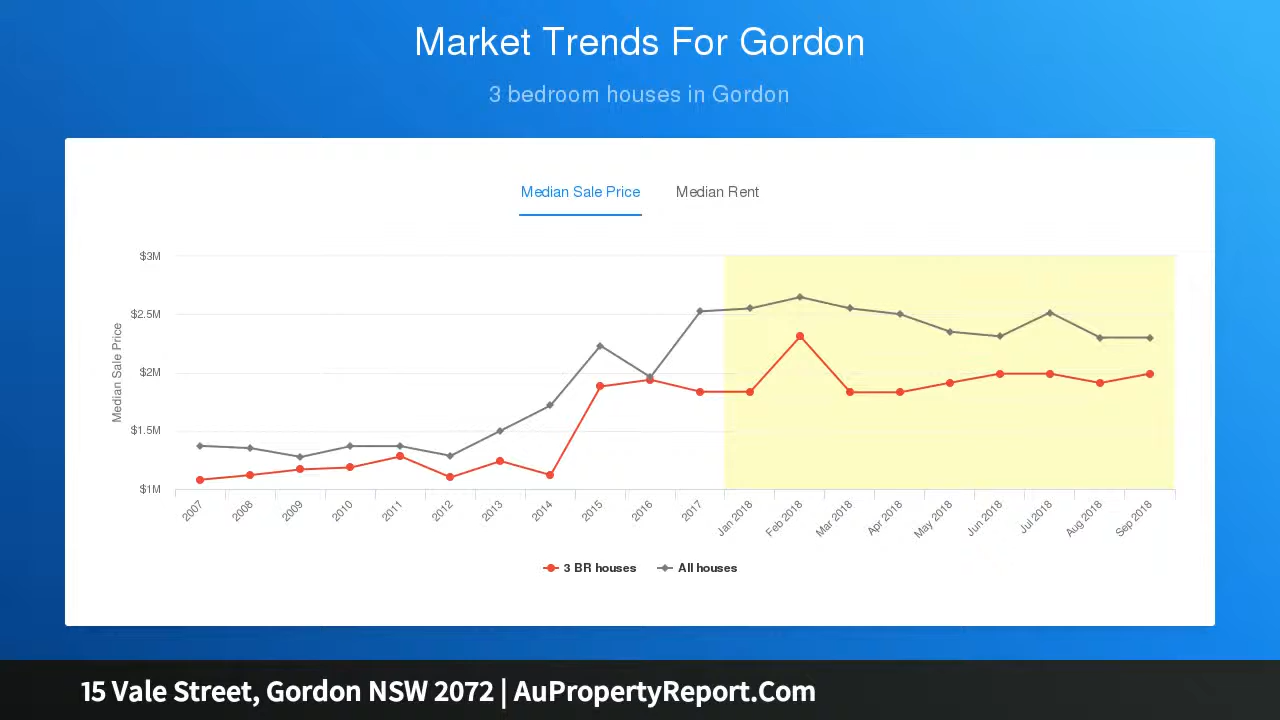 Market Trends For Gordon
3 bedroom houses in Gordon
Median Sale Price Median Rent
$3M
$2.5M
$2M
$1.5M
$1M
Median Sale Price
2007 2008 2009 2010 2011 2012 2013 2014 2015 2016 2017 Jan 2018 Feb 2018 Mar 2018 Apr 2018 May 2018 Jun 2018 Jul 2018 Aug 2018 Sep 2018
3 BR houses All houses
15 Vale Street, Gordon NSW 2072 | AuPropertyReport.Com